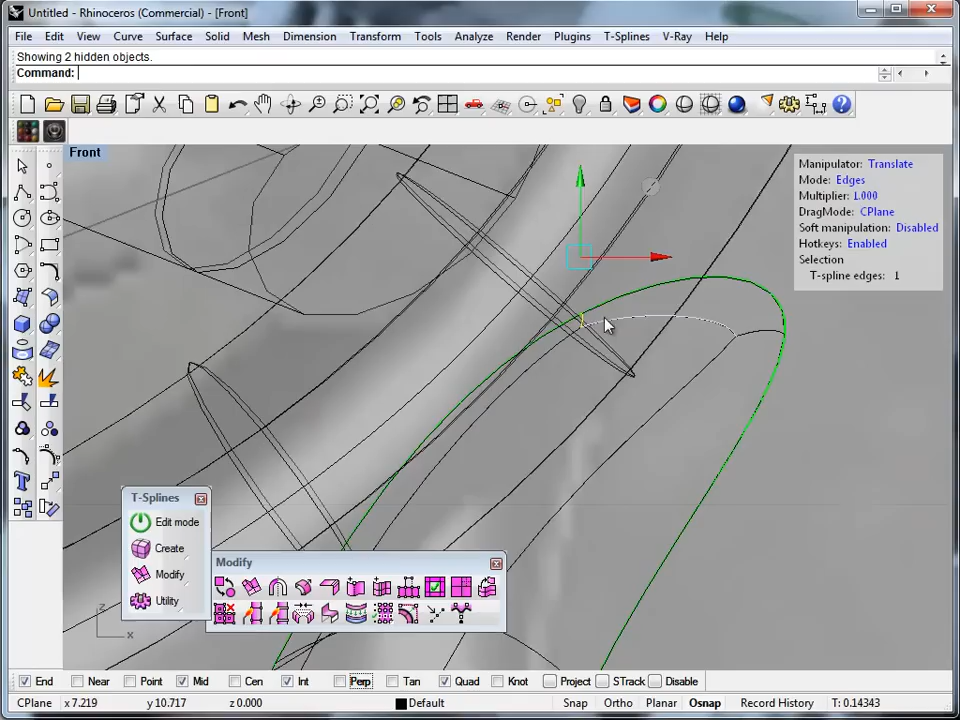 Untitled - Rhinoceros (Commercial) - [Front]
File Edit View Curve Surface Solid Mesh Dimension Transform Tools Analyze Render Plugins T-Splines V-Ray Help
Showing 2 hidden objects.
Command:
Front
Manipulator: Translate
Mode: Edges
Multiplier: 1.000
DragMode: CPlane
Soft manipulation: Disabled
Hotkeys: Enabled
Selection
T-spline edges: 1
T-Splines
Edit mode
Create
Modify
Utility
Modify
z
x
End Near Point Mid Cen Int Perp Tan Quad Knot Project STrack Disable
CPlane x 7.219 y 10.717 z 0.000 Default Snap Ortho Planar Osnap Record History T: 0.14343